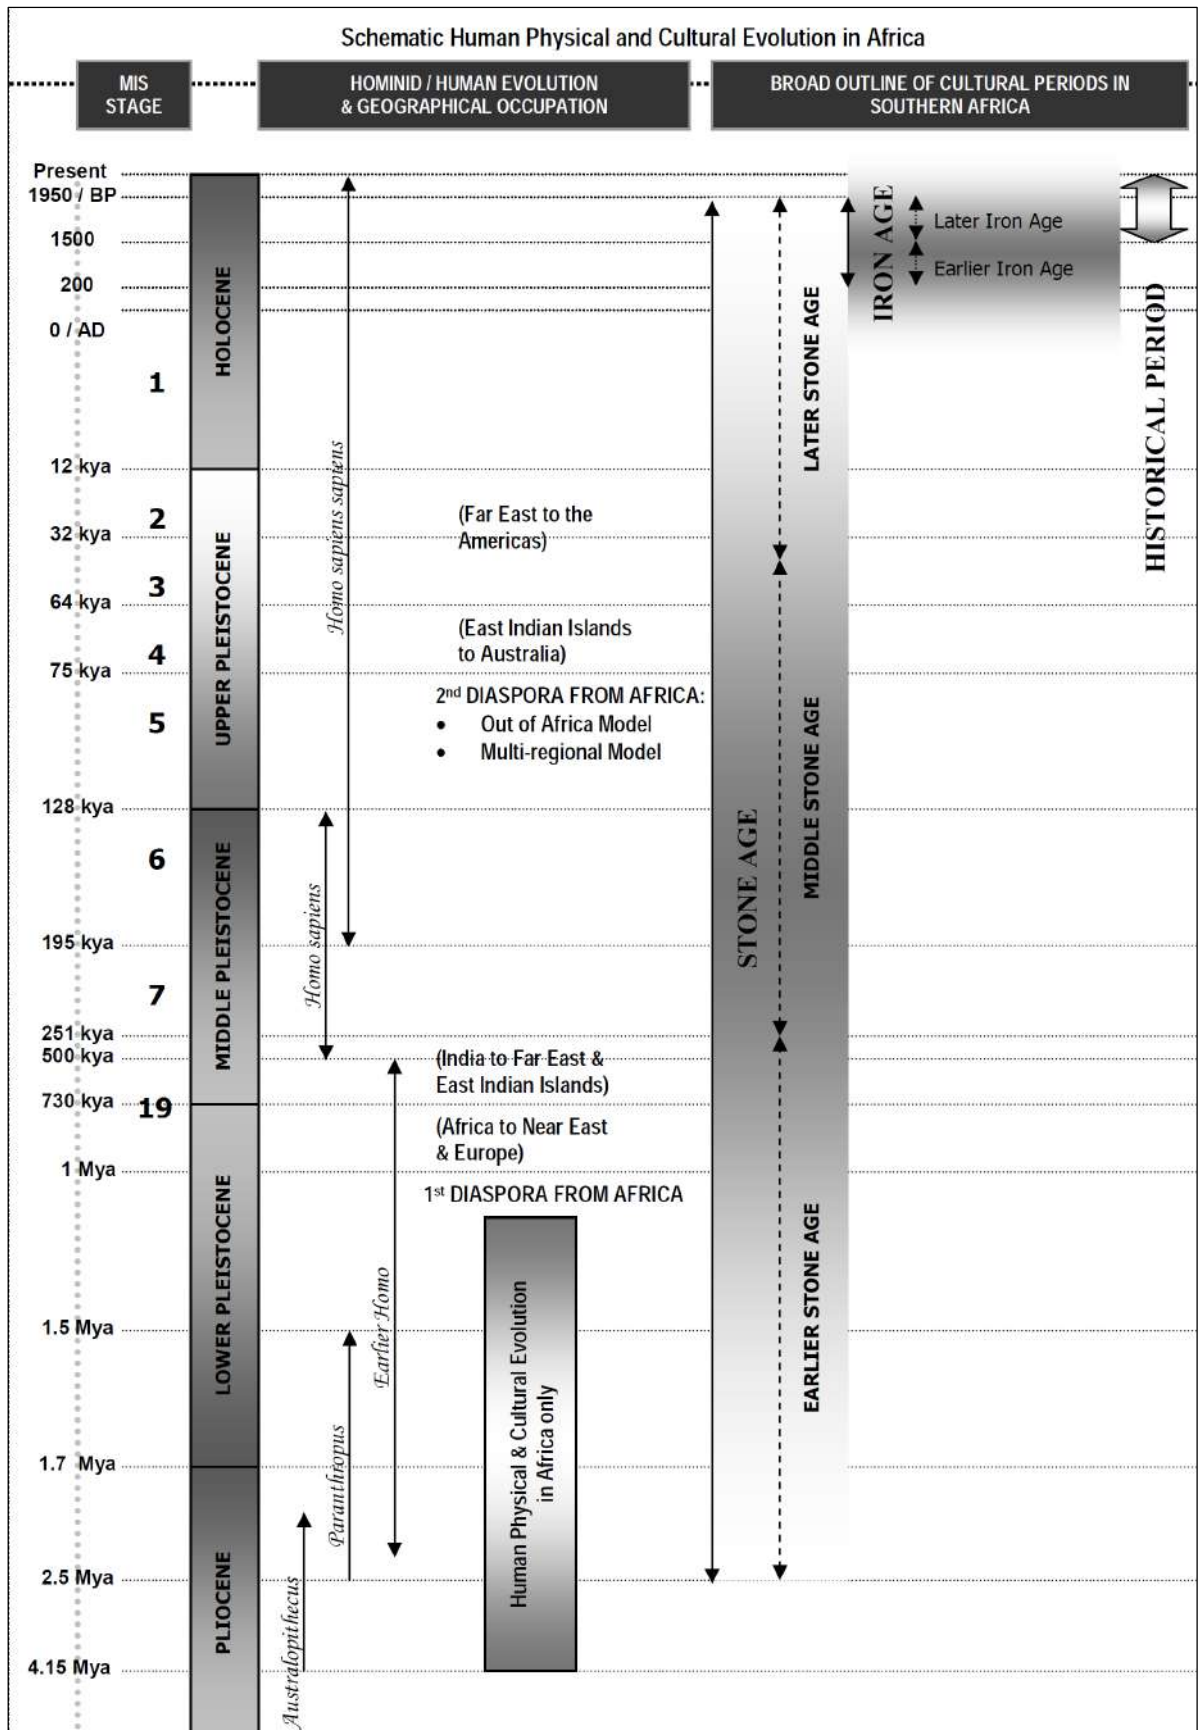 Schematic Human Physical and Cultural Evolution in Africa
MIS
STAGE
HOMINID / HUMAN EVOLUTION
& GEOGRAPHICAL OCCUPATION
BROAD OUTLINE OF CULTURAL PERIODS IN
SOUTHERN AFRICA
Present
1950 / BP
1500
200
0 / AD
1
12 kya
2
32 kya
3
64 kya
4
75 kya
5
128 kya
6
195 kya
7
251 kya
500 kya
730 kya
19
1 Mya
1.5 Mya
1.7 Mya
2.5 Mya
4.15 Mya
HOLOCENE
UPPER PLEISTOCENE
MIDDLE PLEISTOCENE
LOWER PLEISTOCENE
PLIOCENE
Homo sapiens sapiens
Homo sapiens
Earlier Homo
Paranthropus
Australopithecus
(Far East to the
Americas)
(East Indian Islands
to Australia)
2nd DIASPORA FROM AFRICA:
• Out of Africa Model
• Multi-regional Model
(India to Far East &
East Indian Islands)
(Africa to Near East
& Europe)
1st DIASPORA FROM AFRICA
Human Physical & Cultural Evolution
in Africa only
STONE AGE
LATER STONE AGE
MIDDLE STONE AGE
EARLIER STONE AGE
IRON AGE
Later Iron Age
Earlier Iron Age
HISTORICAL PERIOD